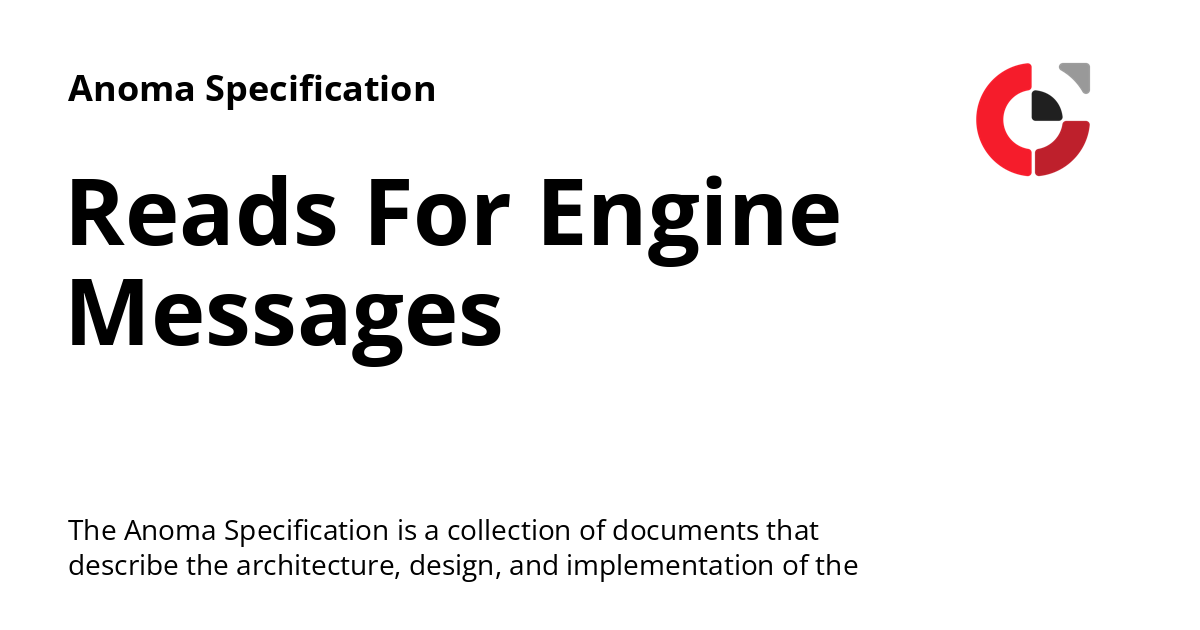 Anoma Specification
Reads For Engine
Messages
The Anoma Specification is a collection of documents that
describe the architecture, design, and implementation of the